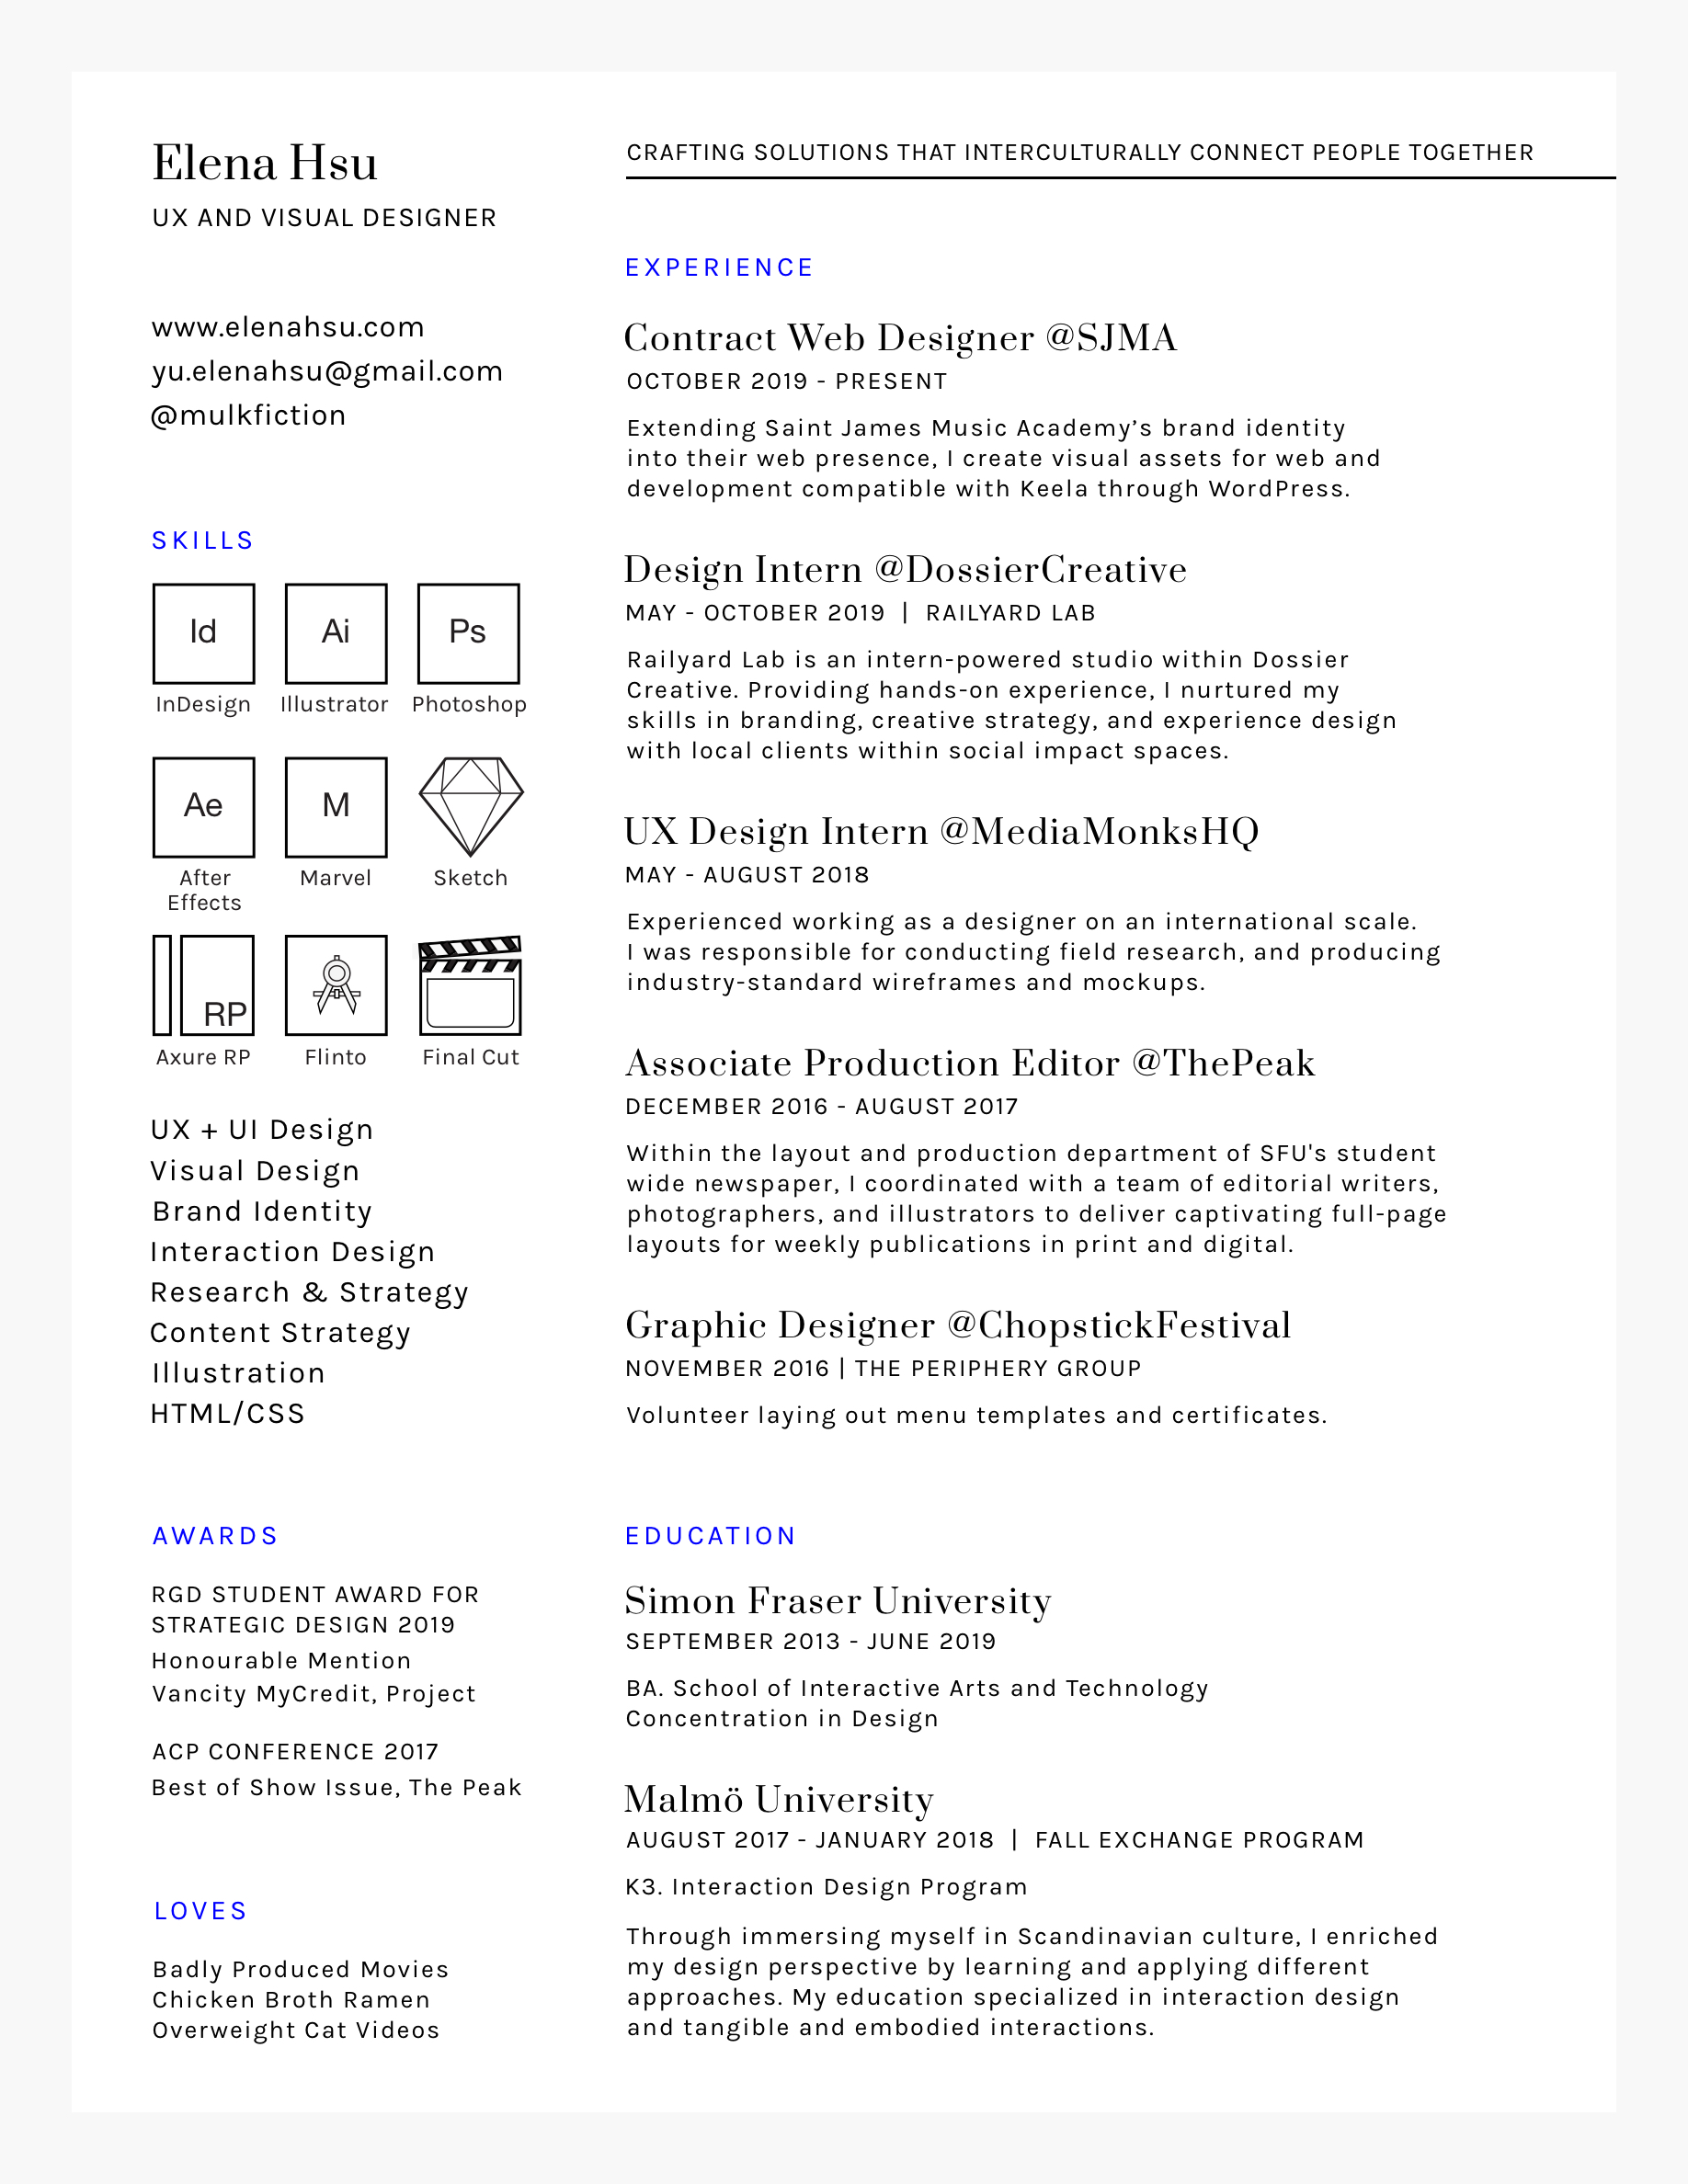 Elena Hsu
UX AND VISUAL DESIGNER
www.elenahsu.com
yu.elenahsu@gmail.com
@mulkfiction
SKILLS
Id Ai Ps
InDesign Illustrator Photoshop
Ae M
After Marvel Sketch
Effects
RP
Axure RP Flinto Final Cut
UX + UI Design
Visual Design
Brand Identity
Interaction Design
Research & Strategy
Content Strategy
Illustration
HTML/CSS
AWARDS
RGD STUDENT AWARD FOR
STRATEGIC DESIGN 2019
Honourable Mention
Vancity MyCredit, Project
ACP CONFERENCE 2017
Best of Show Issue, The Peak
LOVES
Badly Produced Movies
Chicken Broth Ramen
Overweight Cat Videos
CRAFTING SOLUTIONS THAT INTERCULTURALLY CONNECT PEOPLE TOGETHER
EXPERIENCE
Contract Web Designer @SJMA
OCTOBER 2019 - PRESENT
Extending Saint James Music Academy’s brand identity
into their web presence, I create visual assets for web and
development compatible with Keela through WordPress.
Design Intern @DossierCreative
MAY - OCTOBER 2019 | RAILYARD LAB
Railyard Lab is an intern-powered studio within Dossier
Creative. Providing hands-on experience, I nurtured my
skills in branding, creative strategy, and experience design
with local clients within social impact spaces.
UX Design Intern @MediaMonksHQ
MAY - AUGUST 2018
Experienced working as a designer on an international scale.
I was responsible for conducting field research, and producing
industry-standard wireframes and mockups.
Associate Production Editor @ThePeak
DECEMBER 2016 - AUGUST 2017
Within the layout and production department of SFU's student
wide newspaper, I coordinated with a team of editorial writers,
photographers, and illustrators to deliver captivating full-page
layouts for weekly publications in print and digital.
Graphic Designer @ChopstickFestival
NOVEMBER 2016 | THE PERIPHERY GROUP
Volunteer laying out menu templates and certificates.
EDUCATION
Simon Fraser University
SEPTEMBER 2013 - JUNE 2019
BA. School of Interactive Arts and Technology
Concentration in Design
Malmö University
AUGUST 2017 - JANUARY 2018 | FALL EXCHANGE PROGRAM
K3. Interaction Design Program
Through immersing myself in Scandinavian culture, I enriched
my design perspective by learning and applying different
approaches. My education specialized in interaction design
and tangible and embodied interactions.